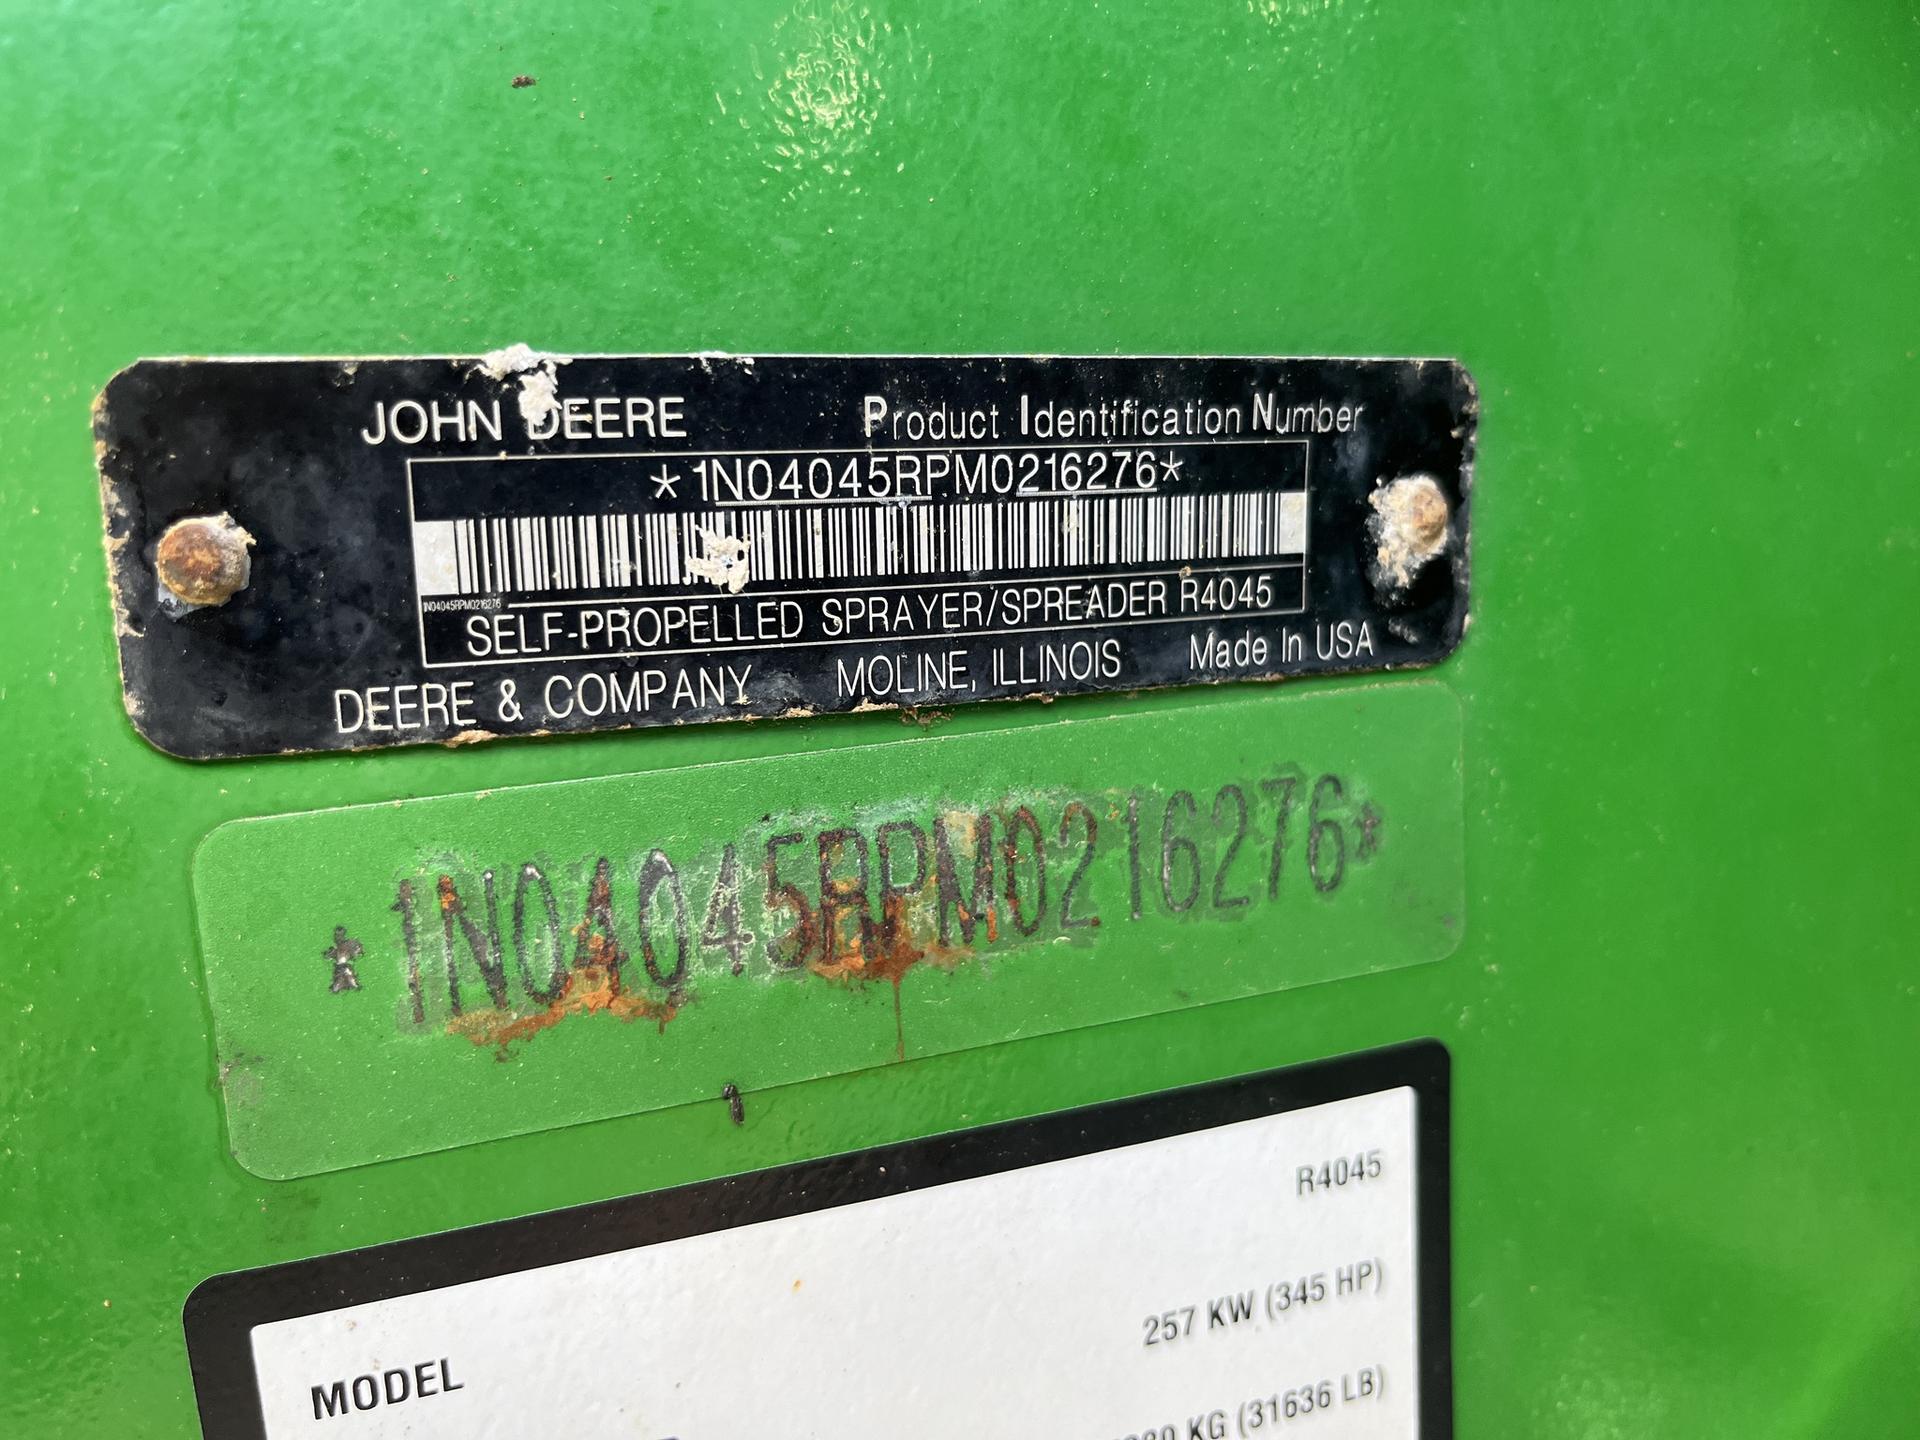 JOHN DEERE Product Identification Number
*1N04045RPM0216276*
1N04045RPM0216276
SELF-PROPELLED SPRAYER/SPREADER R4045
DEERE & COMPANY MOLINE, ILLINOIS Made In USA
*1N04045RPM0216276*
R4045
257 KW (345 HP)
MODEL
KG (31636 LB)